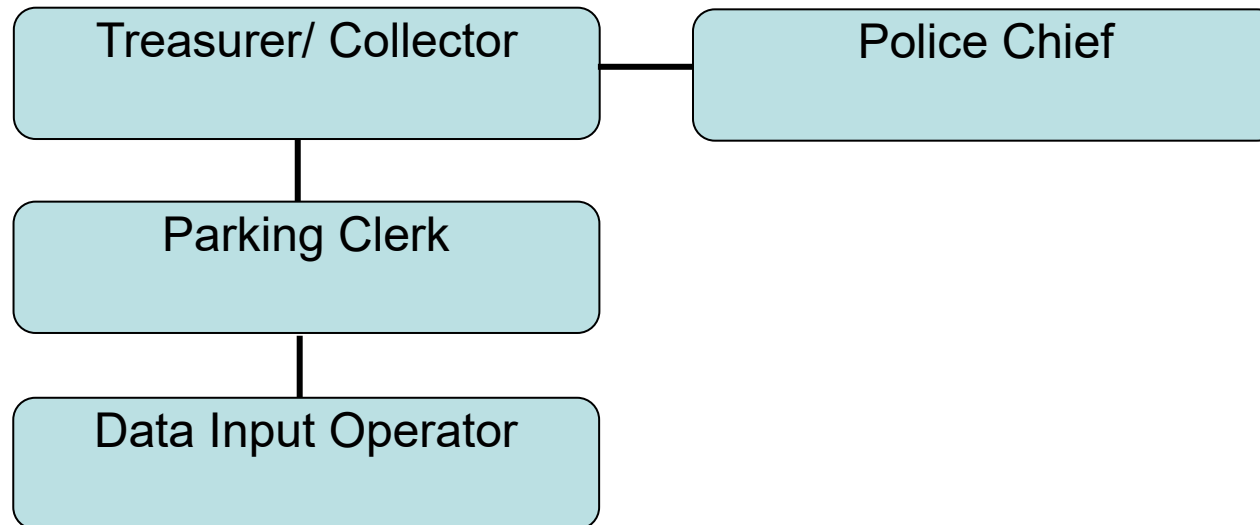 Treasurer/ Collector
Police Chief
Parking Clerk
Data Input Operator